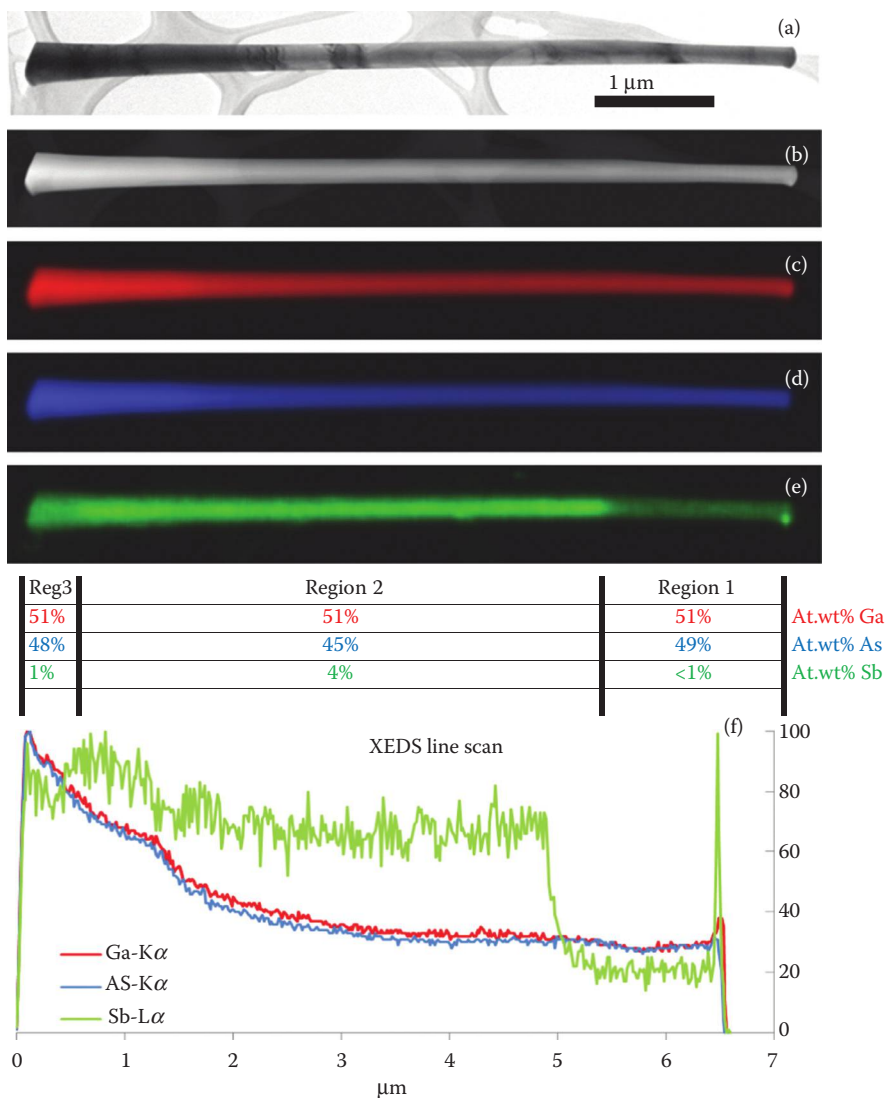 (a)
1 μm
(b)
(c)
(d)
(e)
Reg3 Region 2 Region 1
51% 51% 51% At.wt% Ga
48% 45% 49% At.wt% As
1% 4% <1% At.wt% Sb
(f)
XEDS line scan
100
80
60
40
20
0
Ga-Kα
AS-Kα
Sb-Lα
0 1 2 3 4 5 6 7
μm